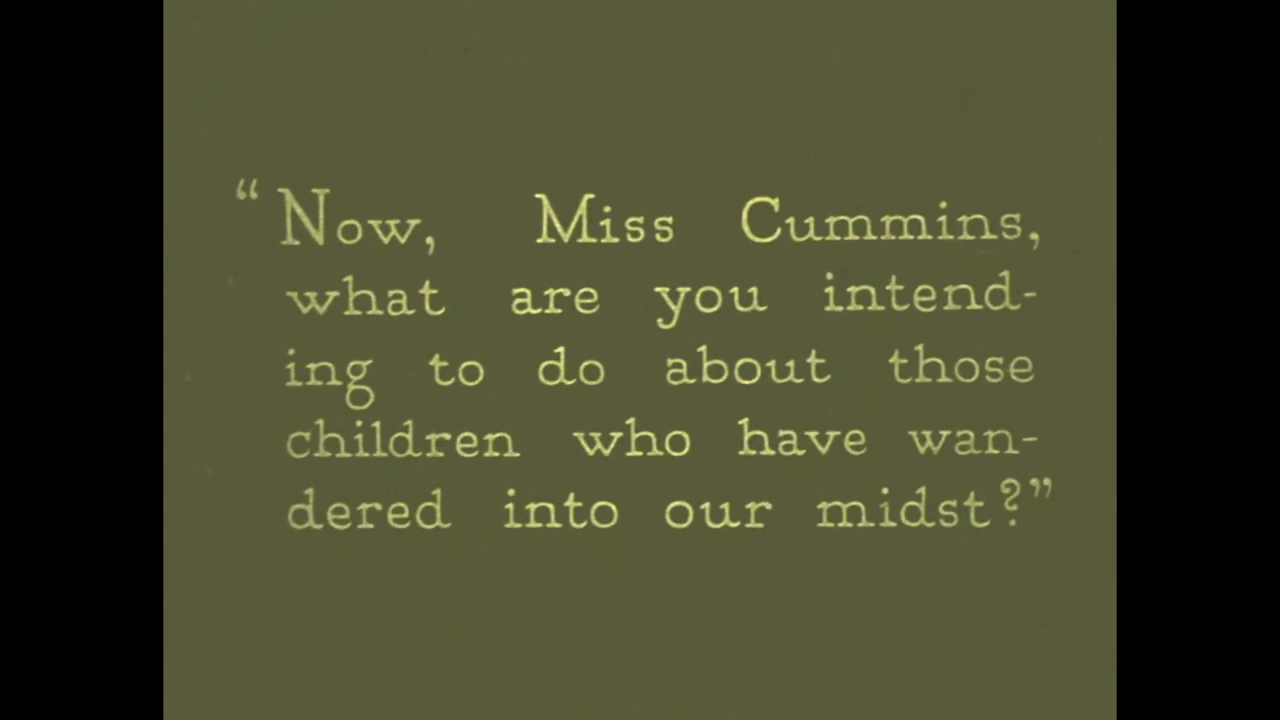 “Now, Miss Cummins,
what are you intend-
ing to do about those
children who have wan-
dered into our midst?”